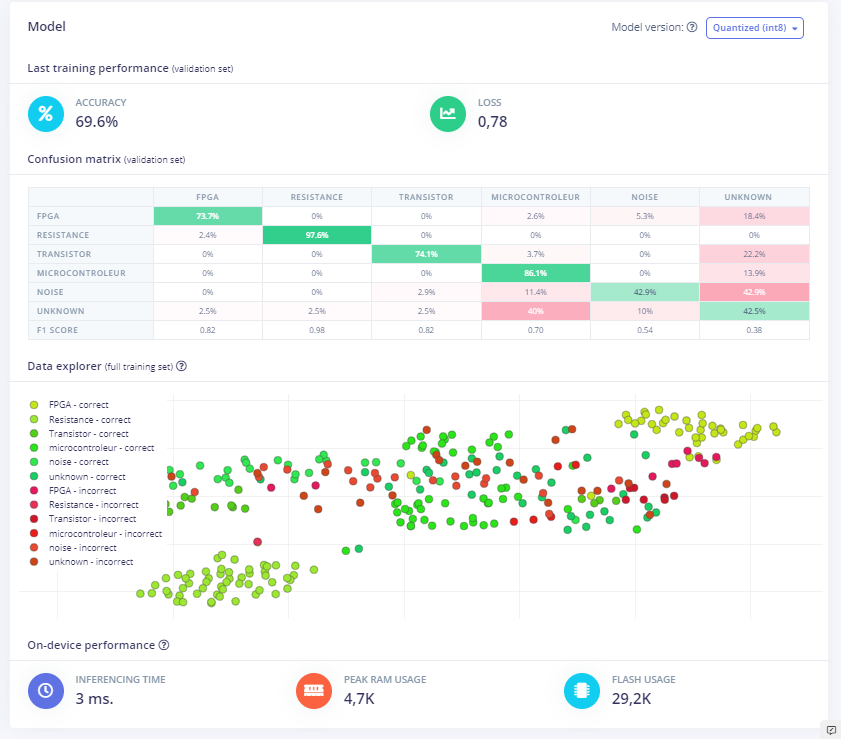 Model
Model version: Quantized (int8)
Last training performance (validation set)
% ACCURACY
69.6%
LOSS
0,78
Confusion matrix (validation set)
FPGA RESISTANCE TRANSISTOR MICROCONTROLEUR NOISE UNKNOWN
FPGA 73.7% 0% 0% 2.6% 5.3% 18.4%
RESISTANCE 2.4% 97.6% 0% 0% 0% 0%
TRANSISTOR 0% 0% 74.1% 3.7% 0% 22.2%
MICROCONTROLEUR 0% 0% 0% 86.1% 0% 13.9%
NOISE 0% 0% 2.9% 11.4% 42.9% 42.9%
UNKNOWN 2.5% 2.5% 2.5% 40% 10% 42.5%
F1 SCORE 0.82 0.98 0.82 0.70 0.54 0.38
Data explorer (full training set) ?
FPGA - correct
Resistance - correct
Transistor - correct
microcontroleur - correct
noise - correct
unknown - correct
FPGA - incorrect
Resistance - incorrect
Transistor - incorrect
microcontroleur - incorrect
noise - incorrect
unknown - incorrect
On-device performance ?
INFERENCING TIME
3 ms.
PEAK RAM USAGE
4,7K
FLASH USAGE
29,2K